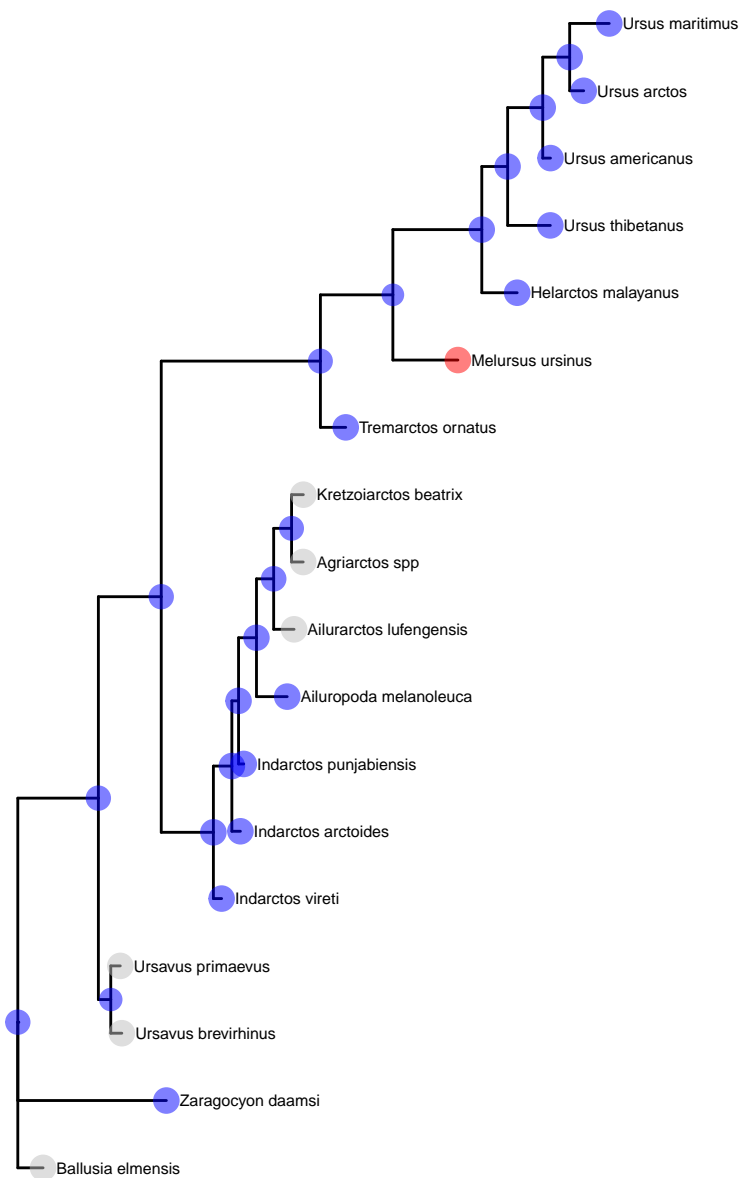 Ursus maritimus
Ursus arctos
Ursus americanus
Ursus thibetanus
Helarctos malayanus
Melursus ursinus
Tremarctos ornatus
Kretzoiarctos beatrix
Agriarctos spp
Ailurarctos lufengensis
Ailuropoda melanoleuca
Indarctos punjabiensis
Indarctos arctoides
Indarctos vireti
Ursavus primaevus
Ursavus brevirhinus
Zaragocyon daamsi
Ballusia elmensis